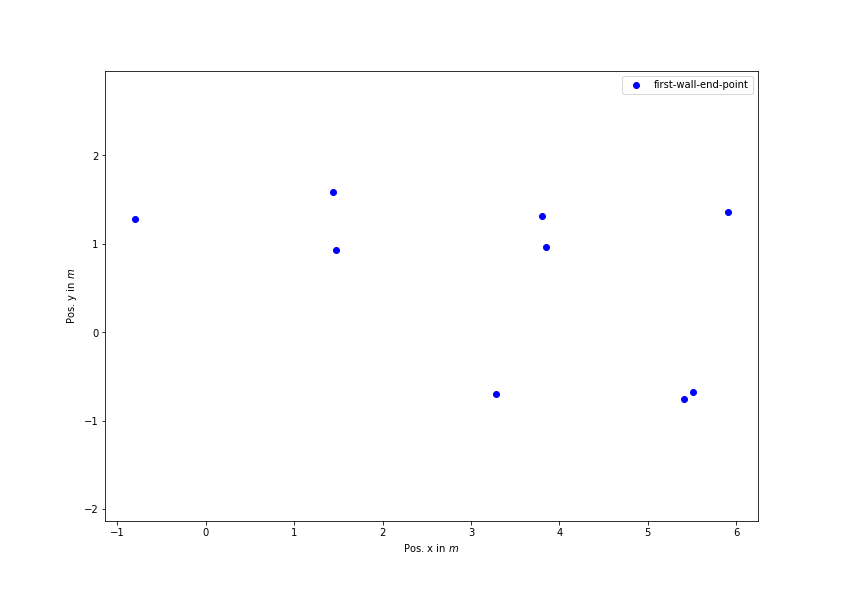 first-wall-end-point
2
1
0
−1
−2
Pos. y in m
−1 0 1 2 3 4 5 6
Pos. x in m